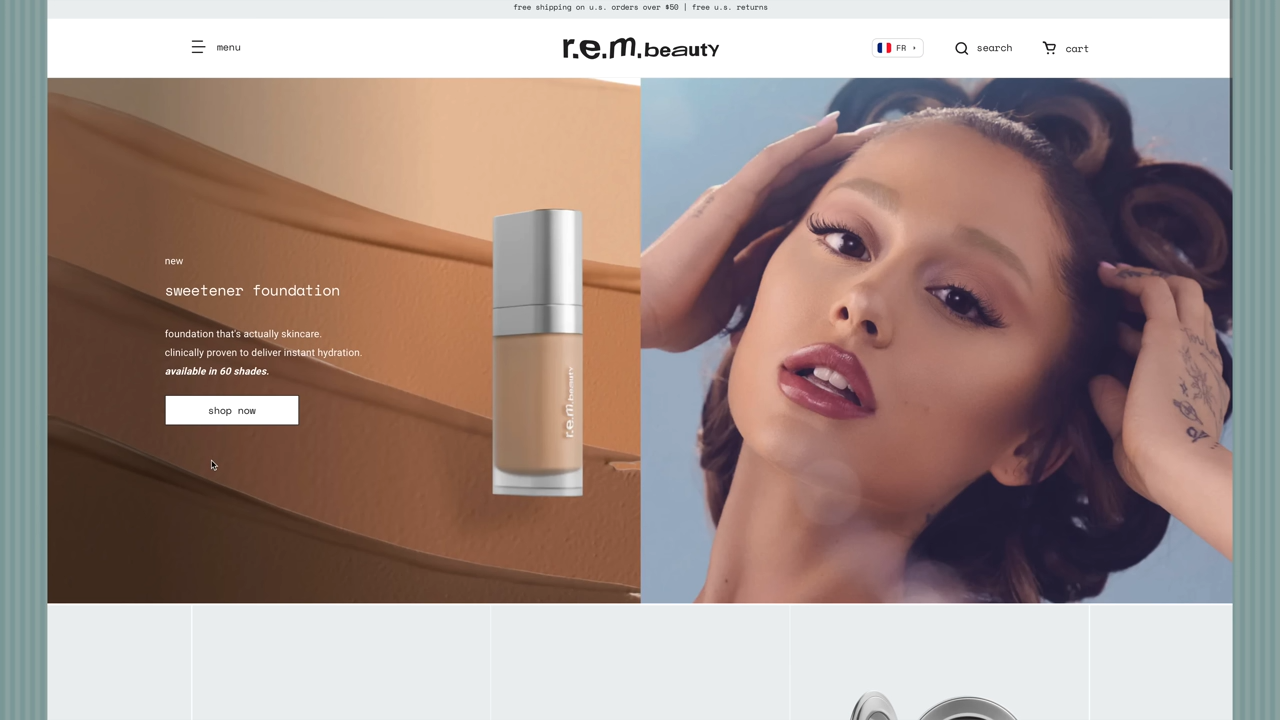 free shipping on u.s. orders over $50 | free u.s. returns
menu
r.e.m.beauty
FR
search
cart
new
sweetener foundation
foundation that's actually skincare.
clinically proven to deliver instant hydration.
available in 60 shades.
shop now
r.e.m.beauty